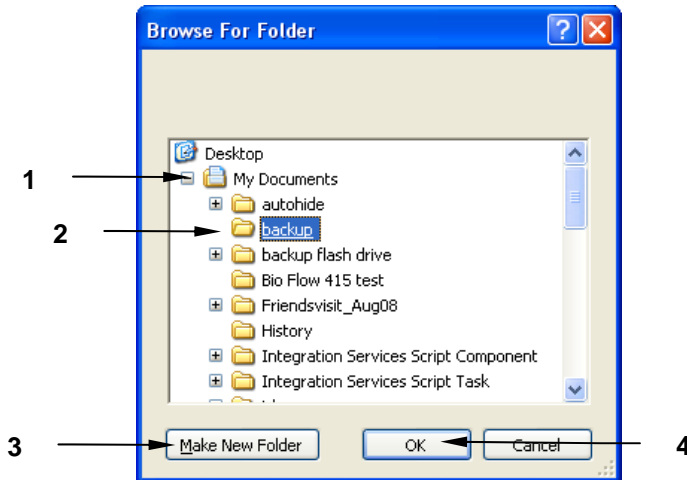 Browse For Folder
Desktop
1 My Documents
autohide
2 backup
backup flash drive
Bio Flow 415 test
Friendsvisit_Aug08
History
Integration Services Script Component
Integration Services Script Task
3 Make New Folder OK Cancel 4